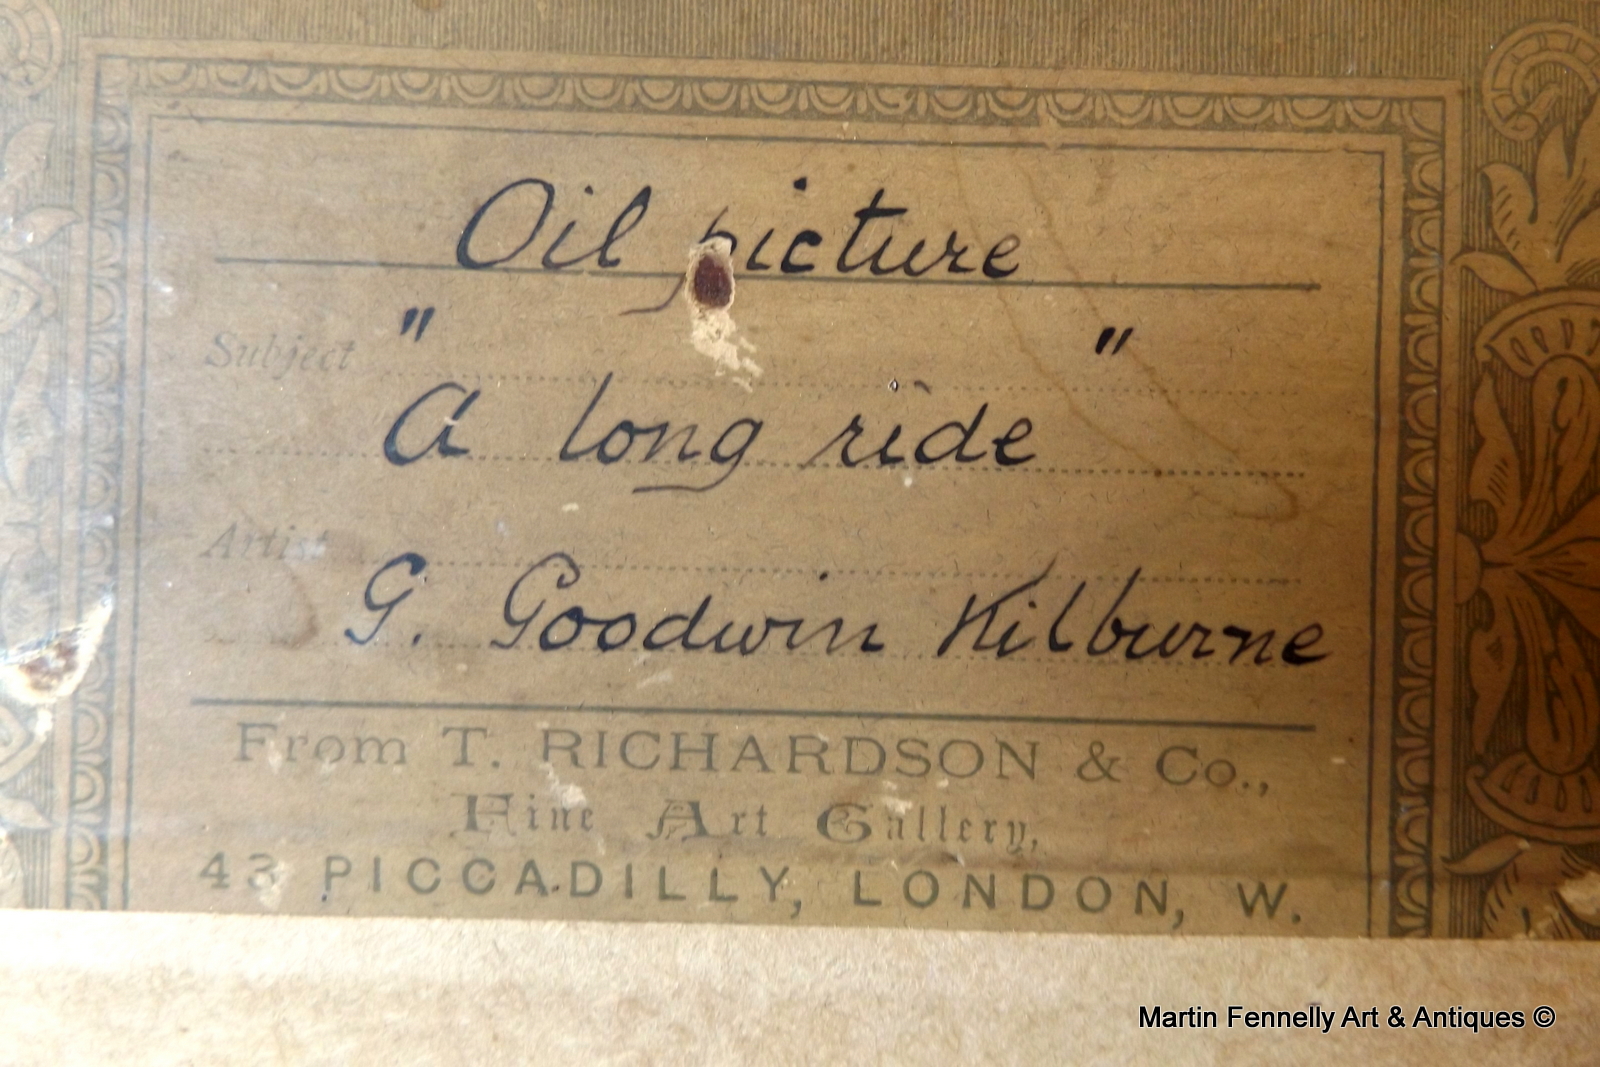 Oil picture
Subject " "
A long ride
Artist
G. Goodwin Kilburne
From T. RICHARDSON & Co.,
Fine Art Gallery,
43 PICCADILLY, LONDON, W.
Martin Fennelly Art & Antiques ©